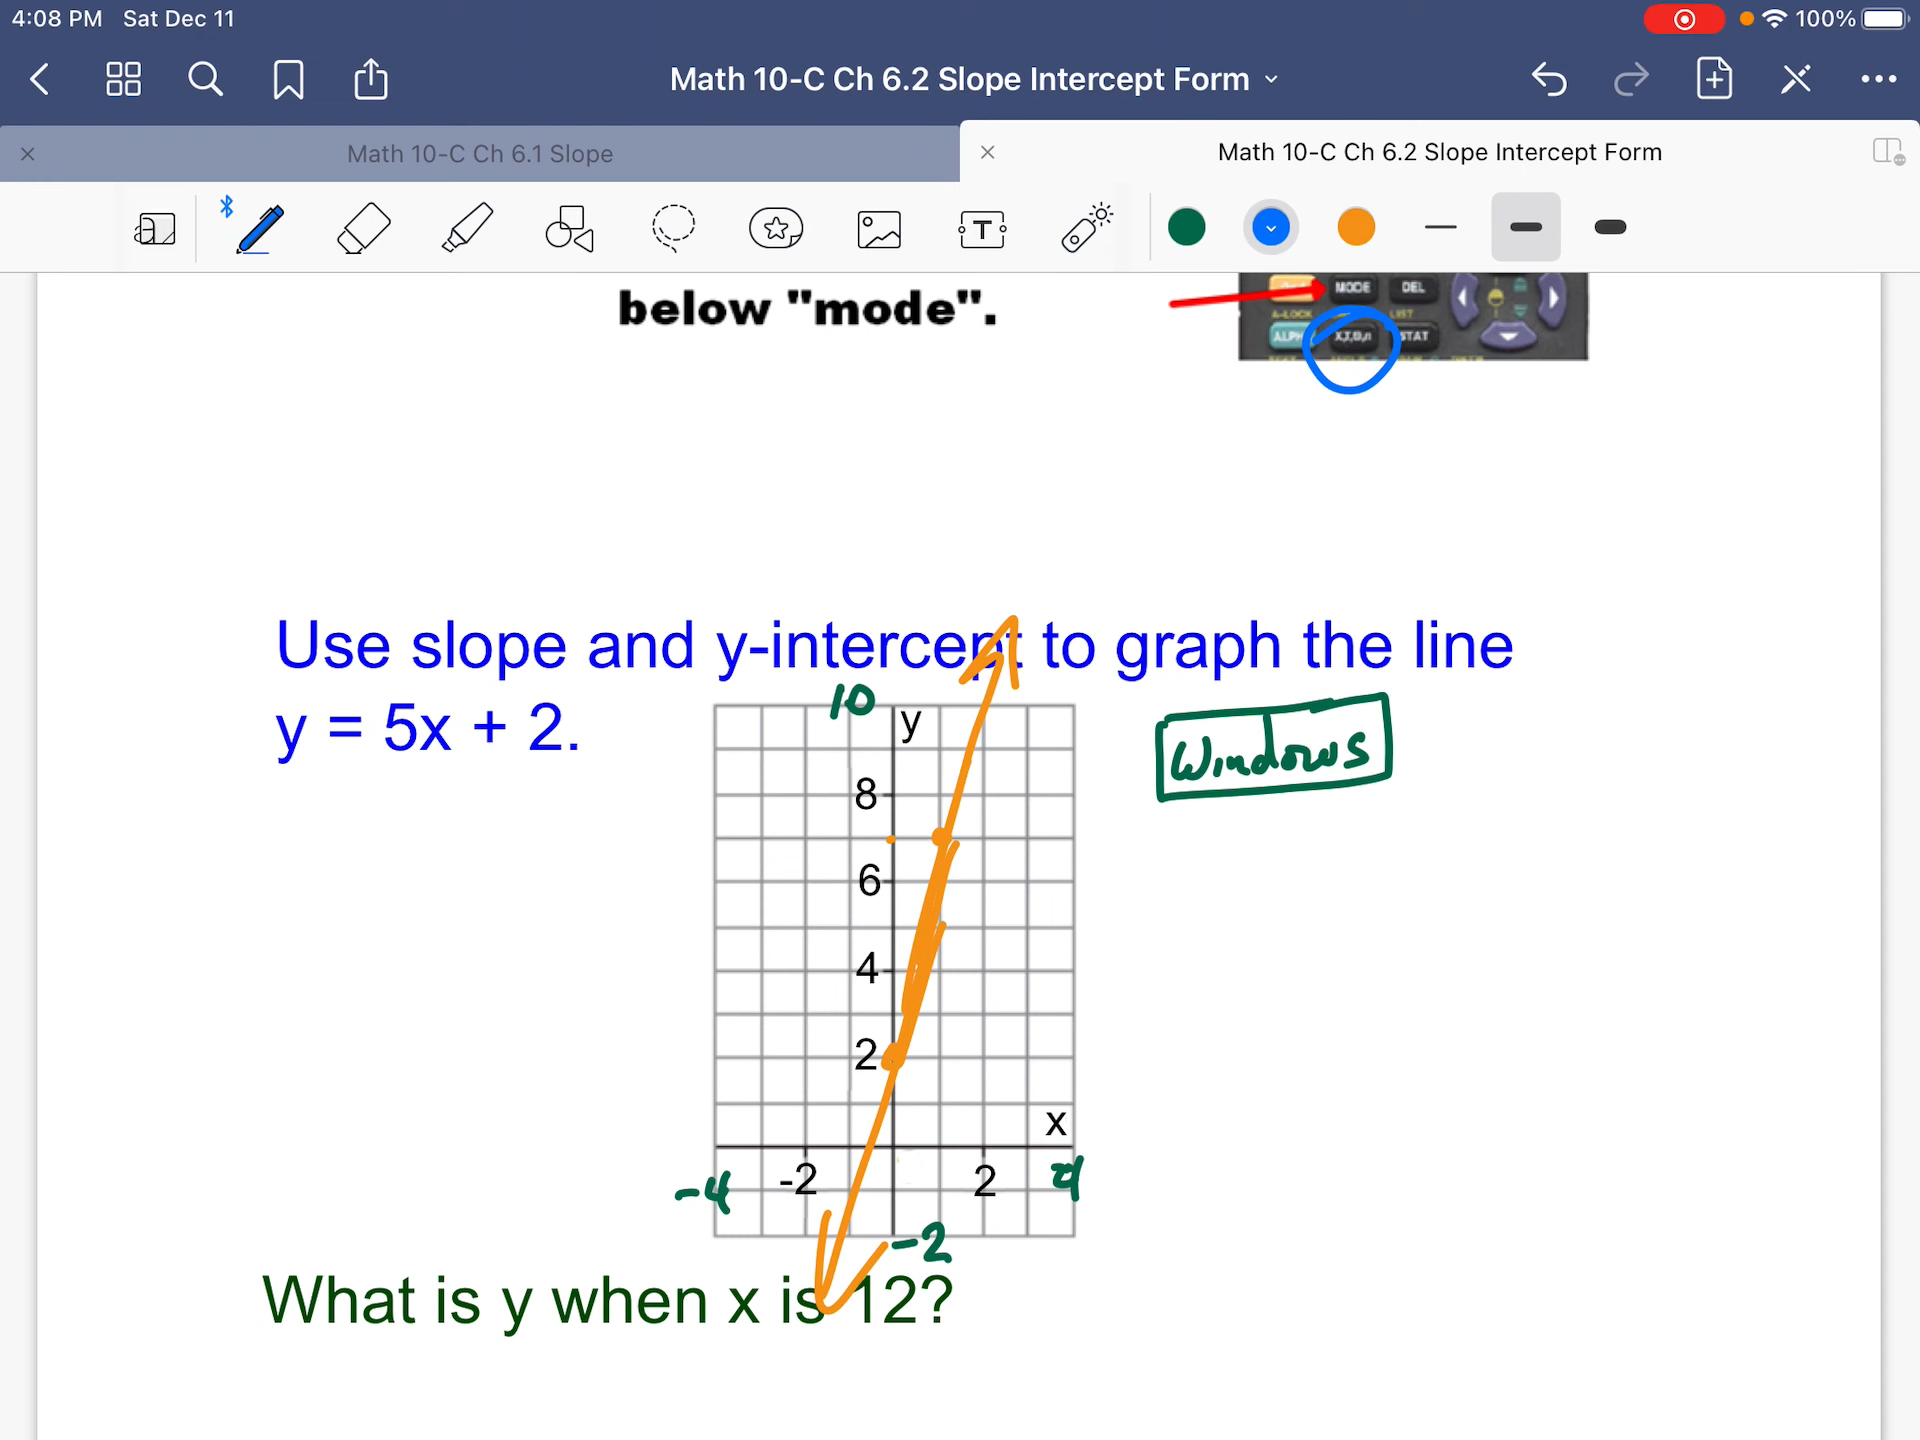 4:08 PM Sat Dec 11
100%
Math 10-C Ch 6.2 Slope Intercept Form
Math 10-C Ch 6.1 Slope
Math 10-C Ch 6.2 Slope Intercept Form
below "mode".
MODE DEL
A-LOCK LIST
ALPH X,T,Θ,n STAT
Use slope and y-intercept to graph the line
y = 5x + 2.
10
y
Windows
8
6
4
2
x
-4 -2 2 4
-2
What is y when x is 12?